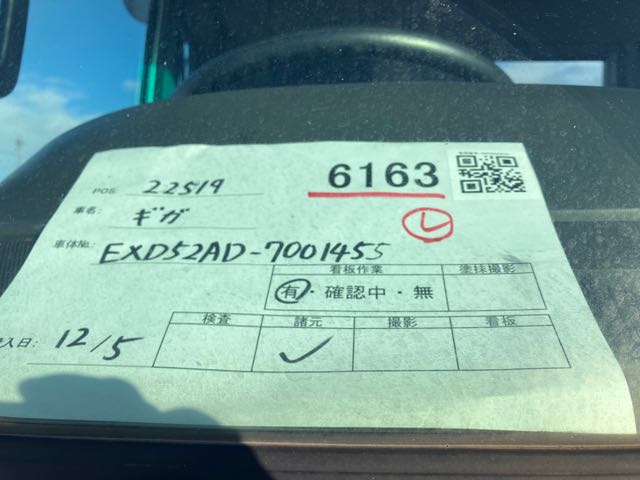 POS: 22519
6163
車名: ギガ
レ
車体No.: EXD52AD-7001455
看板作業 塗抹撮影
有・確認中・無
入日: 12/5
検査 諸元 撮影 看板
✓